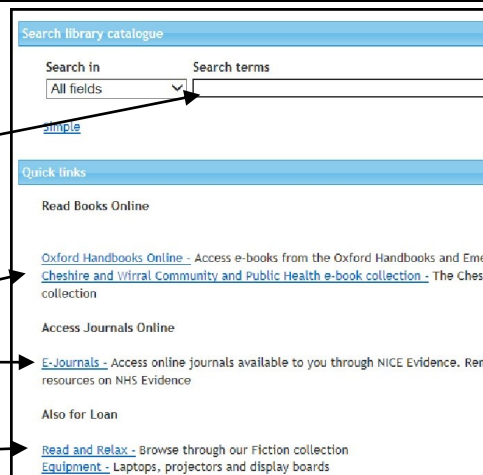 Search library catalogue
Search in Search terms
All fields
Simple
Quick links
Read Books Online
Oxford Handbooks Online - Access e-books from the Oxford Handbooks and
Cheshire and Wirral Community and Public Health e-book collection - The
collection
Access Journals Online
E-Journals - Access online journals available to you through NICE Evidence.
resources on NHS Evidence
Also for Loan
Read and Relax - Browse through our Fiction collection
Equipment - Laptops, projectors and display boards